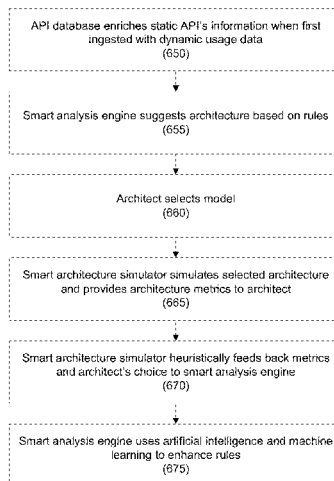 API database enriches static API's information when first
ingested with dynamic usage data
(650)
Smart analysis engine suggests architecture based on rules
(655)
Architect selects model
(660)
Smart architecture simulator simulates selected architecture
and provides architecture metrics to architect
(665)
Smart architecture simulator heuristically feeds back metrics
and architect's choice to smart analysis engine
(670)
Smart analysis engine uses artificial intelligence and machine
learning to enhance rules
(675)